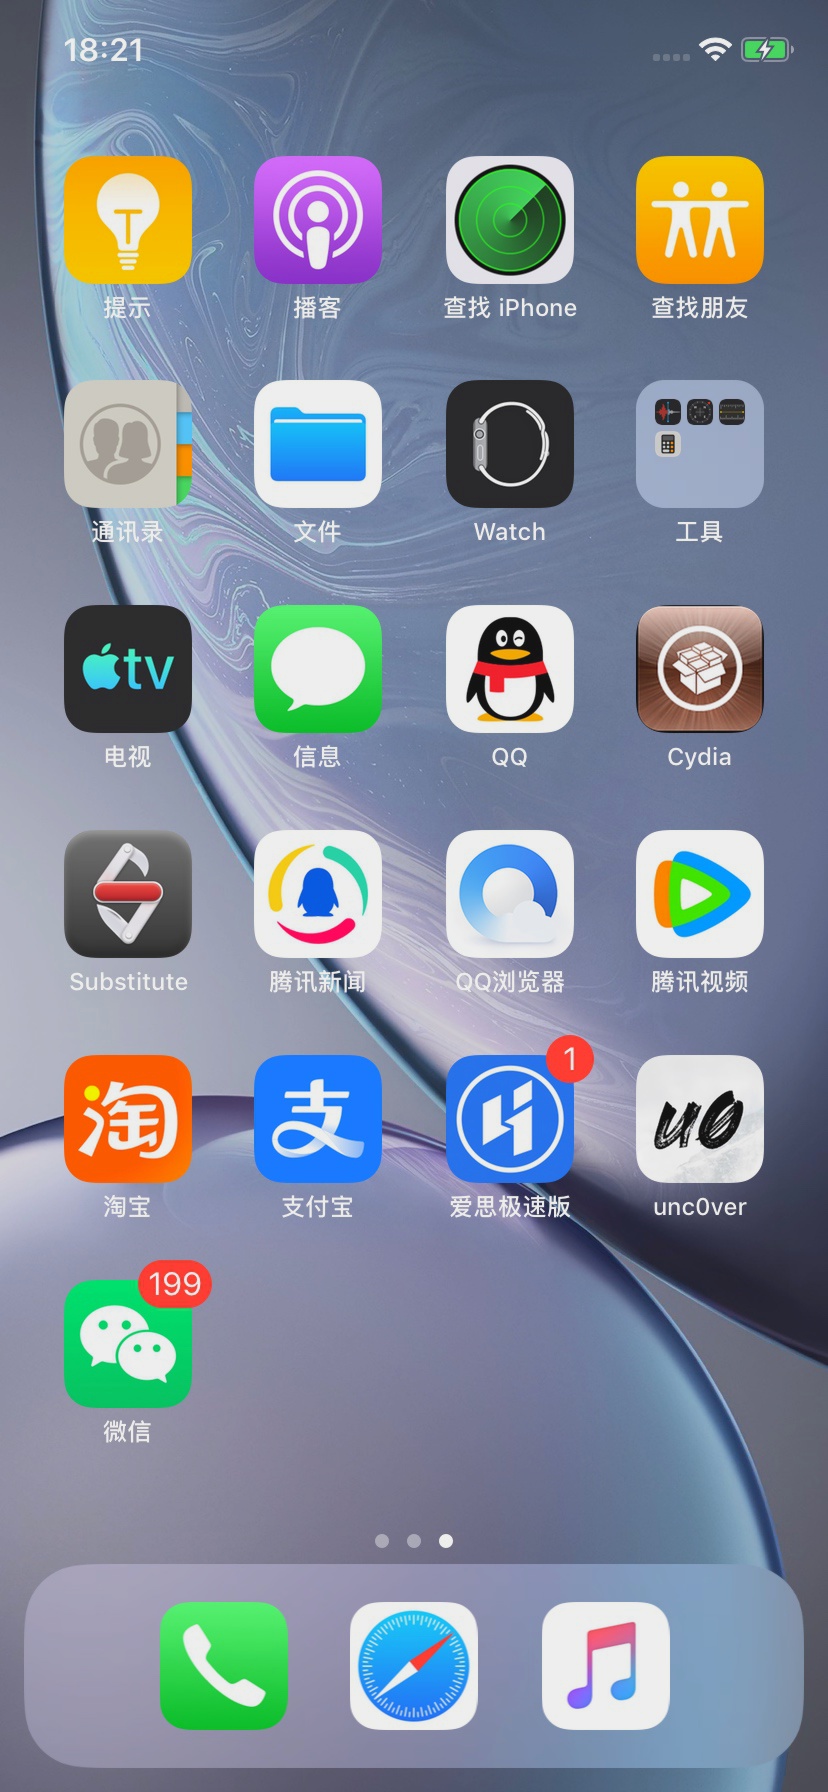 18:21
提示
播客
查找 iPhone
查找朋友
通讯录
文件
Watch
工具
tv
电视
信息
QQ
Cydia
Substitute
腾讯新闻
QQ浏览器
腾讯视频
淘
淘宝
支
支付宝
1
爱思极速版
u0
unc0ver
199
微信